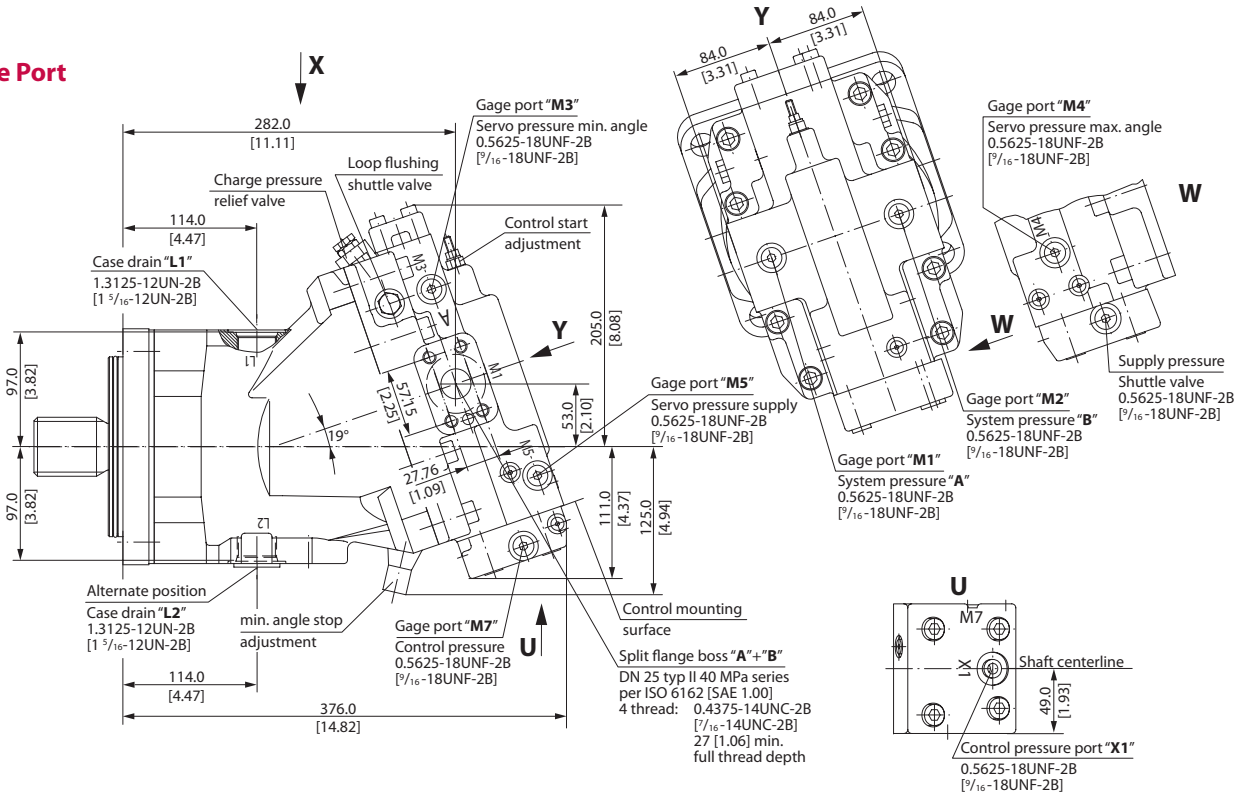 e Port
X
282.0
[11.11]
Gage port "M3"
Servo pressure min. angle
0.5625-18UNF-2B
[9/16-18UNF-2B]
Loop flushing
shuttle valve
Charge pressure
relief valve
114.0
[4.47]
Case drain "L1"
1.3125-12UN-2B
[1 5/16-12UN-2B]
Control start
adjustment
M3
A
L1
M1
Y
205.0
[8.08]
97.0
[3.82]
57.15
[2.25]
53.0
[2.10]
19°
Gage port "M5"
Servo pressure supply
0.5625-18UNF-2B
[9/16-18UNF-2B]
M5
27.76
[1.09]
97.0
[3.82]
111.0
[4.37]
125.0
[4.94]
L2
Alternate position
Case drain "L2"
1.3125-12UN-2B
[1 5/16-12UN-2B]
min. angle stop
adjustment
114.0
[4.47]
376.0
[14.82]
Gage port "M7"
Control pressure
0.5625-18UNF-2B
[9/16-18UNF-2B]
U
Control mounting
surface
Split flange boss "A"+"B"
DN 25 typ II 40 MPa series
per ISO 6162 [SAE 1.00]
4 thread: 0.4375-14UNC-2B
[7/16-14UNC-2B]
27 [1.06] min.
full thread depth
Y
84.0
[3.31]
84.0
[3.31]
W
Gage port "M2"
System pressure "B"
0.5625-18UNF-2B
[9/16-18UNF-2B]
Gage port "M1"
System pressure "A"
0.5625-18UNF-2B
[9/16-18UNF-2B]
Gage port "M4"
Servo pressure max. angle
0.5625-18UNF-2B
[9/16-18UNF-2B]
W
M4
Supply pressure
Shuttle valve
0.5625-18UNF-2B
[9/16-18UNF-2B]
U
M7
X1
Shaft centerline
49.0
[1.93]
Control pressure port "X1"
0.5625-18UNF-2B
[9/16-18UNF-2B]